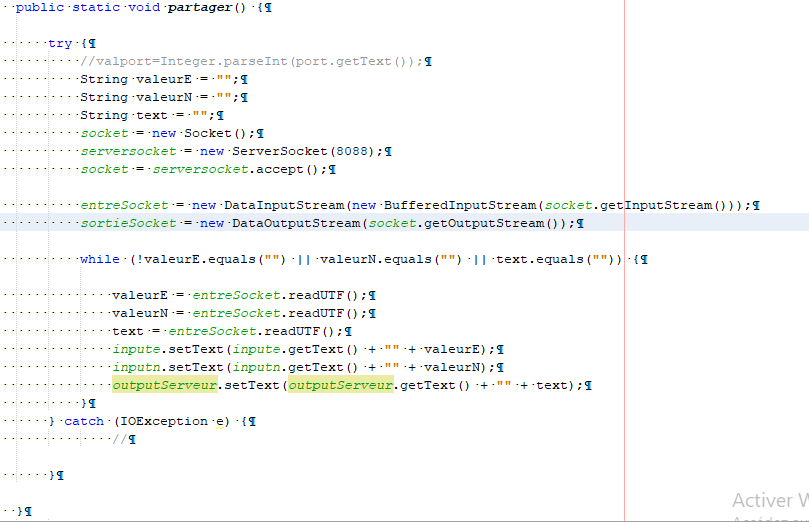 public static void partager() {¶
try {¶
//valport=Integer.parseInt(port.getText());¶
String valeurE = "";¶
String valeurN = "";¶
String text = "";¶
socket = new Socket();¶
serversocket = new ServerSocket(8088);¶
socket = serversocket.accept();¶
entreSocket = new DataInputStream(new BufferedInputStream(socket.getInputStream()));¶
sortieSocket = new DataOutputStream(socket.getOutputStream());¶
while (!valeurE.equals("") || valeurN.equals("") || text.equals("")) {¶
valeurE = entreSocket.readUTF();¶
valeurN = entreSocket.readUTF();¶
text = entreSocket.readUTF();¶
inpute.setText(inpute.getText() + "" + valeurE);¶
inputn.setText(inputn.getText() + "" + valeurN);¶
outputServeur.setText(outputServeur.getText() + "" + text);¶
}¶
} catch (IOException e) {¶
//¶
}¶
}¶
Activer W